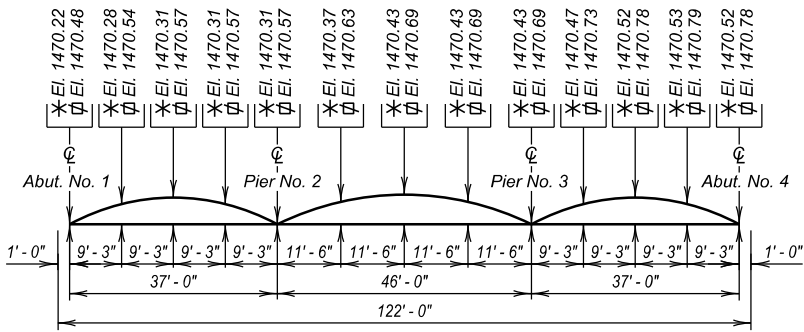 El. 1470.22
El. 1470.48
El. 1470.28
El. 1470.54
El. 1470.31
El. 1470.57
El. 1470.31
El. 1470.57
El. 1470.31
El. 1470.57
El. 1470.37
El. 1470.63
El. 1470.43
El. 1470.69
El. 1470.43
El. 1470.69
El. 1470.43
El. 1470.69
El. 1470.47
El. 1470.73
El. 1470.52
El. 1470.78
El. 1470.53
El. 1470.79
El. 1470.52
El. 1470.78
℄ ℄ ℄ ℄
Abut. No. 1 Pier No. 2 Pier No. 3 Abut. No. 4
1' - 0" 9' - 3" 9' - 3" 9' - 3" 9' - 3" 11' - 6" 11' - 6" 11' - 6" 11' - 6" 9' - 3" 9' - 3" 9' - 3" 9' - 3" 1' - 0"
37' - 0" 46' - 0" 37' - 0"
122' - 0"